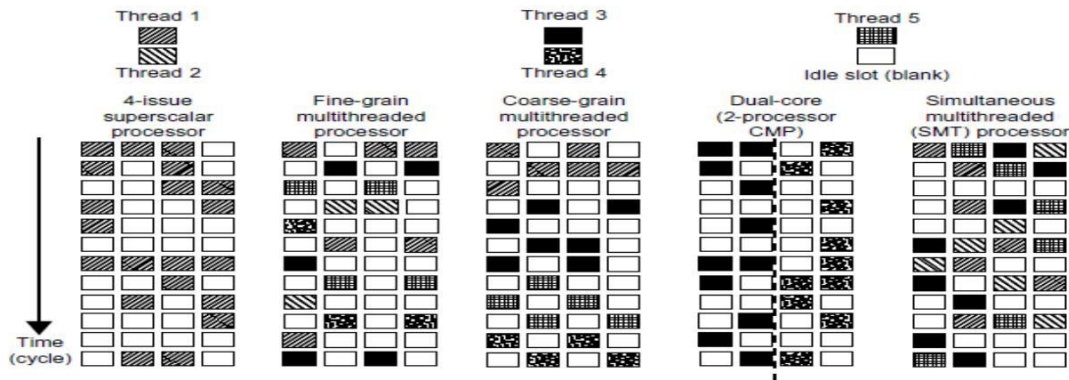 Thread 1
Thread 3
Thread 5
Thread 2
Thread 4
Idle slot (blank)
4-issue
superscalar
processor
Fine-grain
multithreaded
processor
Coarse-grain
multithreaded
processor
Dual-core
(2-processor
CMP)
Simultaneous
multithreaded
(SMT) processor
Time
(cycle)